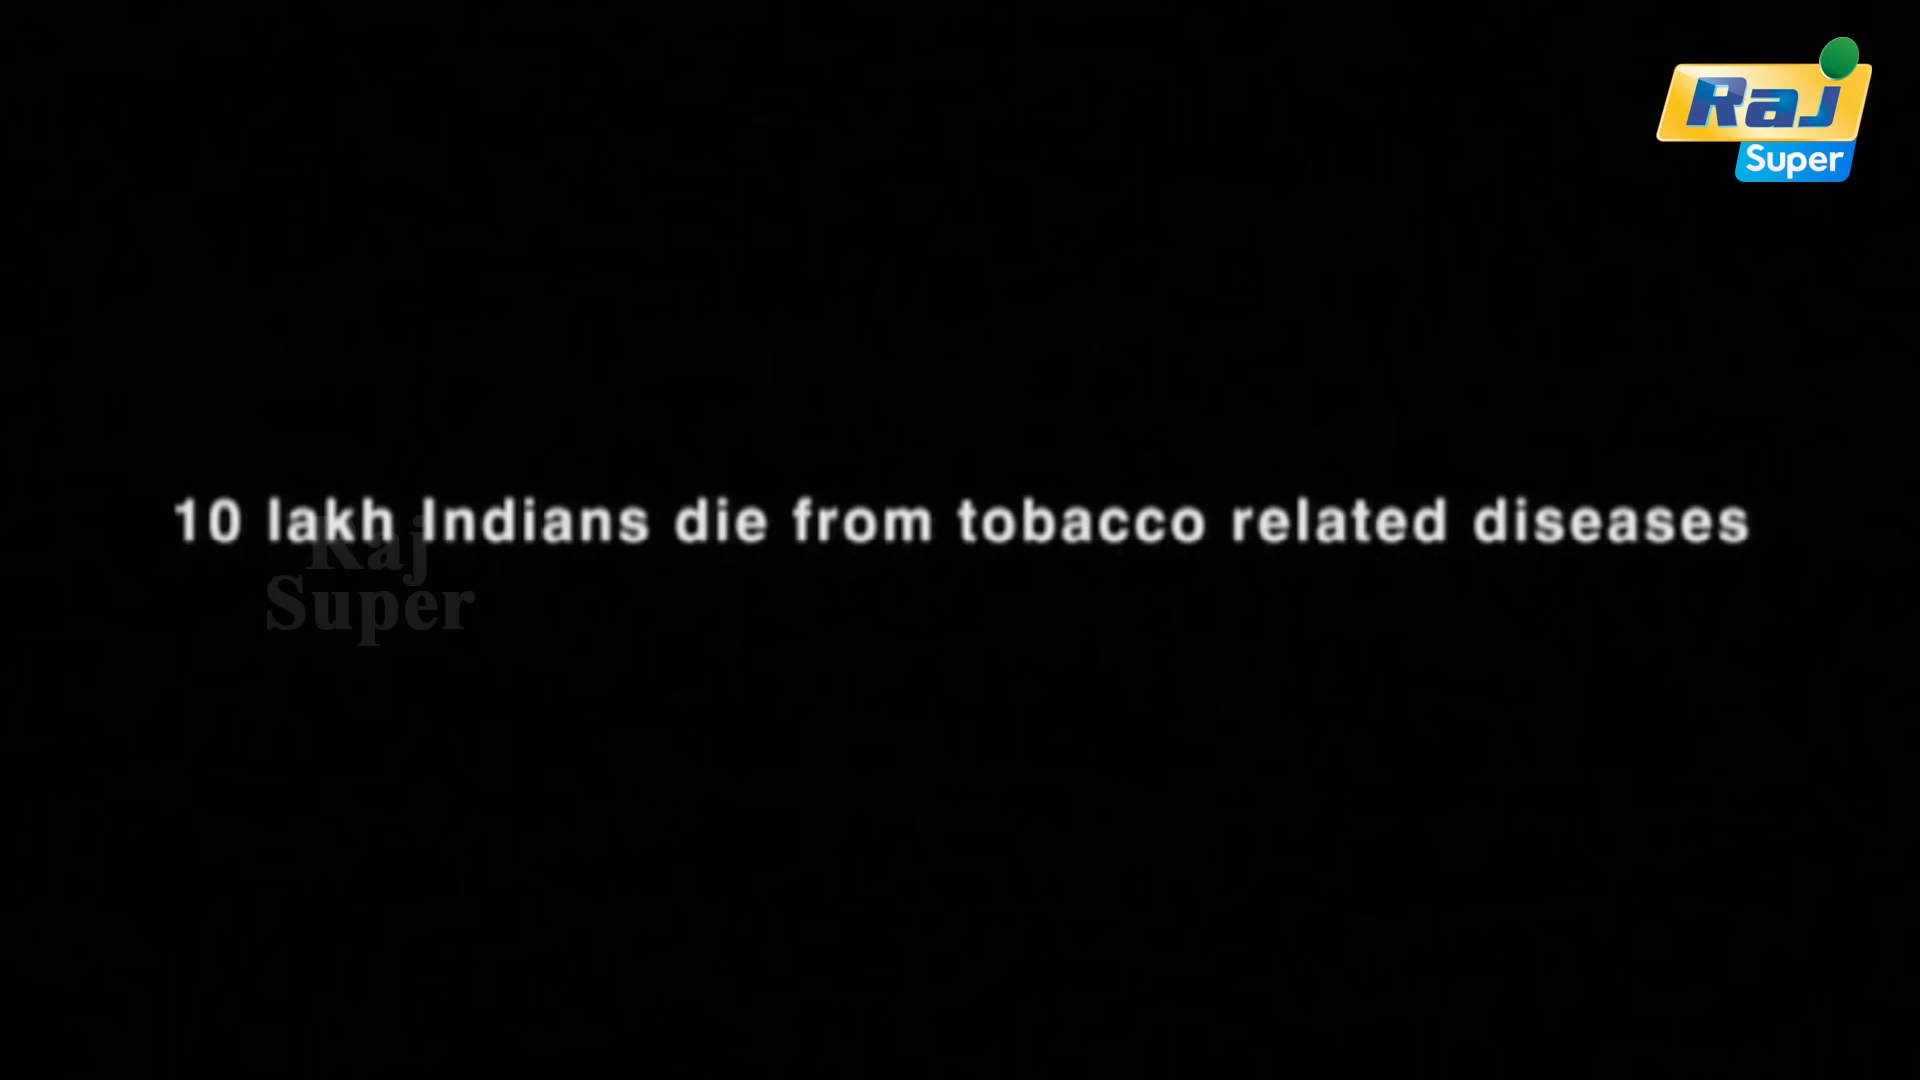 Raj
Super
10 lakh Indians die from tobacco related diseases
Raj
Super